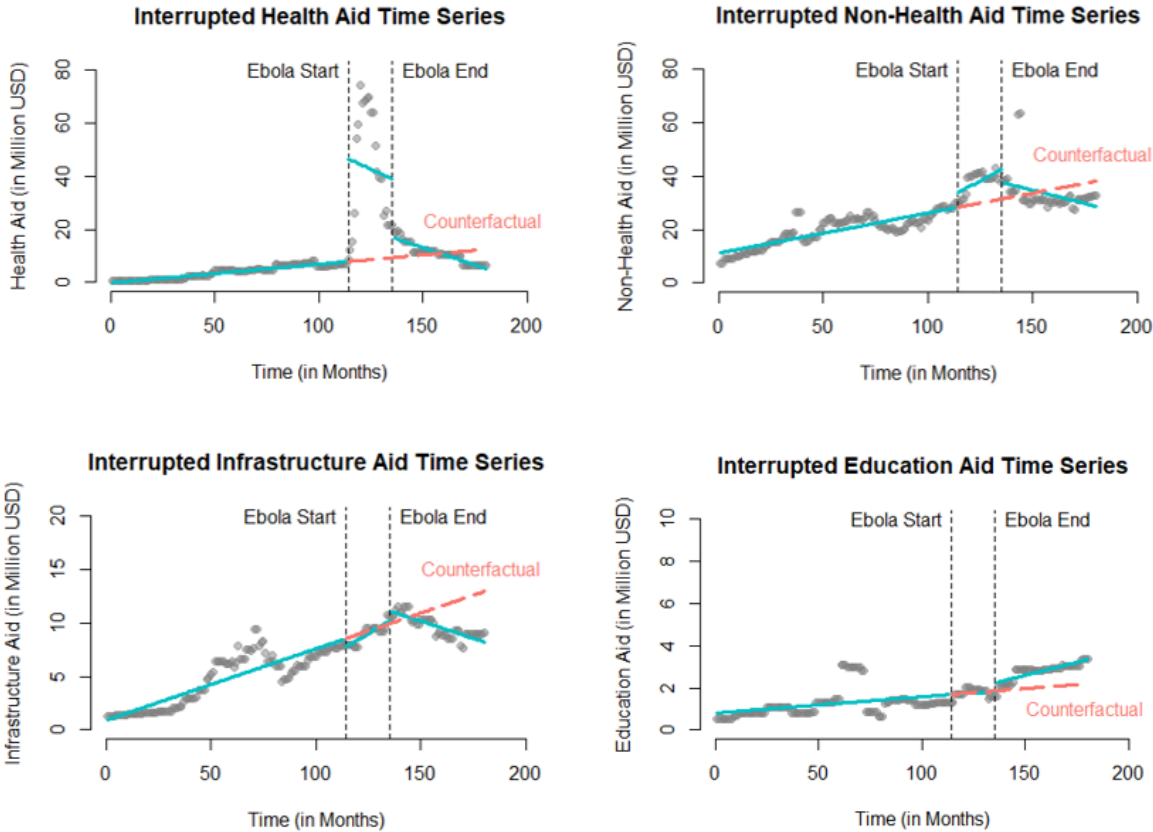 Interrupted Health Aid Time Series
Health Aid (in Million USD)
80
60
40
20
0
Ebola Start
Ebola End
Counterfactual
0 50 100 150 200
Time (in Months)
Interrupted Non-Health Aid Time Series
Non-Health Aid (in Million USD)
80
60
40
20
0
Ebola Start
Ebola End
Counterfactual
0 50 100 150 200
Time (in Months)
Interrupted Infrastructure Aid Time Series
Infrastructure Aid (in Million USD)
20
15
10
5
0
Ebola Start
Ebola End
Counterfactual
0 50 100 150 200
Time (in Months)
Interrupted Education Aid Time Series
Education Aid (in Million USD)
10
8
6
4
2
0
Ebola Start
Ebola End
Counterfactual
0 50 100 150 200
Time (in Months)